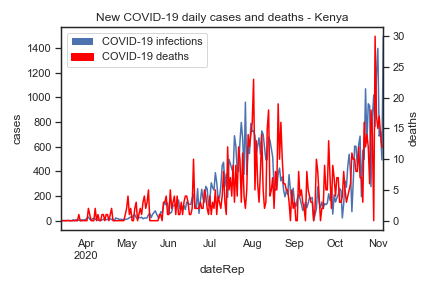 New COVID-19 daily cases and deaths - Kenya
COVID-19 infections
COVID-19 deaths
1400
1200
1000
800
600
400
200
0
cases
30
25
20
15
10
5
0
deaths
Apr
2020
May
Jun
Jul
Aug
Sep
Oct
Nov
dateRep